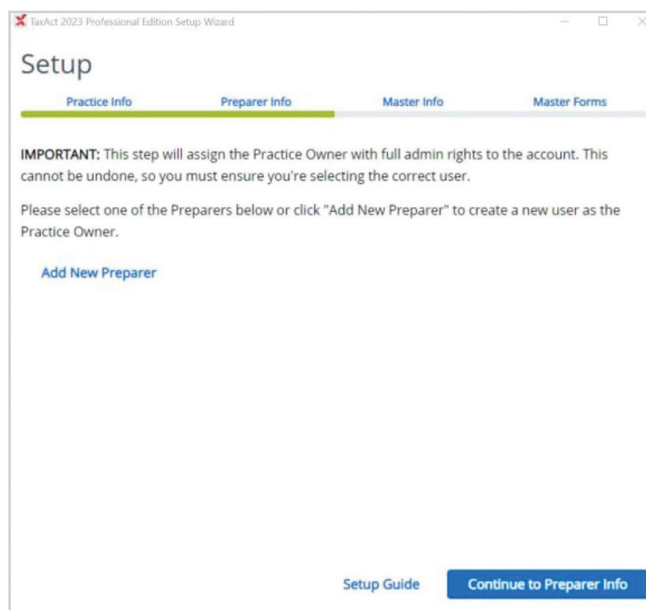 TaxAct 2023 Professional Edition Setup Wizard
Setup
Practice Info Preparer Info Master Info Master Forms
IMPORTANT: This step will assign the Practice Owner with full admin rights to the account. This
cannot be undone, so you must ensure you're selecting the correct user.
Please select one of the Preparers below or click "Add New Preparer" to create a new user as the
Practice Owner.
Add New Preparer
Setup Guide Continue to Preparer Info